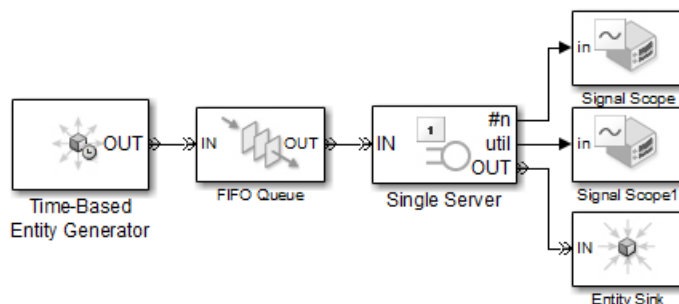 OUT
Time-Based
Entity Generator
IN
OUT
FIFO Queue
IN
1
#n
util
OUT
Single Server
in
Signal Scope
in
Signal Scope1
IN
Entity Sink